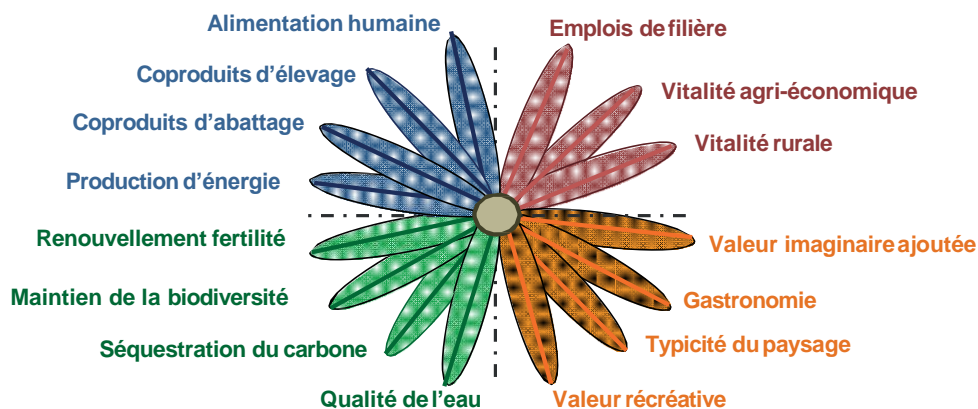 Alimentation humaine
Coproduits d'élevage
Coproduits d'abattage
Production d'énergie
Renouvellement fertilité
Maintien de la biodiversité
Séquestration du carbone
Qualité de l'eau
Emplois de filière
Vitalité agri-économique
Vitalité rurale
Valeur imaginaire ajoutée
Gastronomie
Typicité du paysage
Valeur récréative